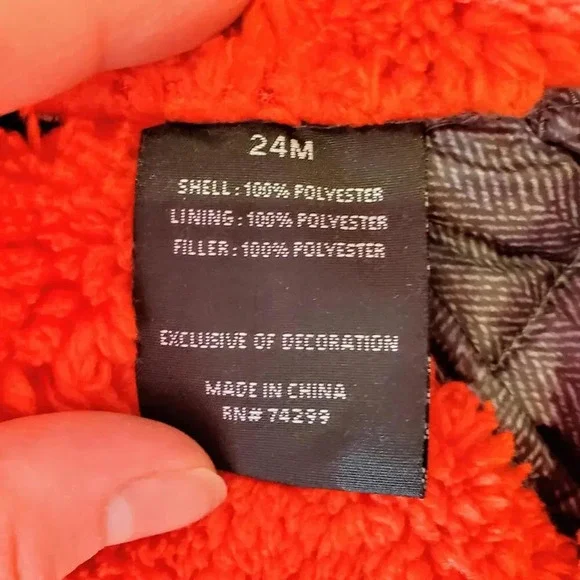 24M
SHELL: 100% POLYESTER
LINING: 100% POLYESTER
FILLER: 100% POLYESTER
EXCLUSIVE OF DECORATION
MADE IN CHINA
RN# 74299